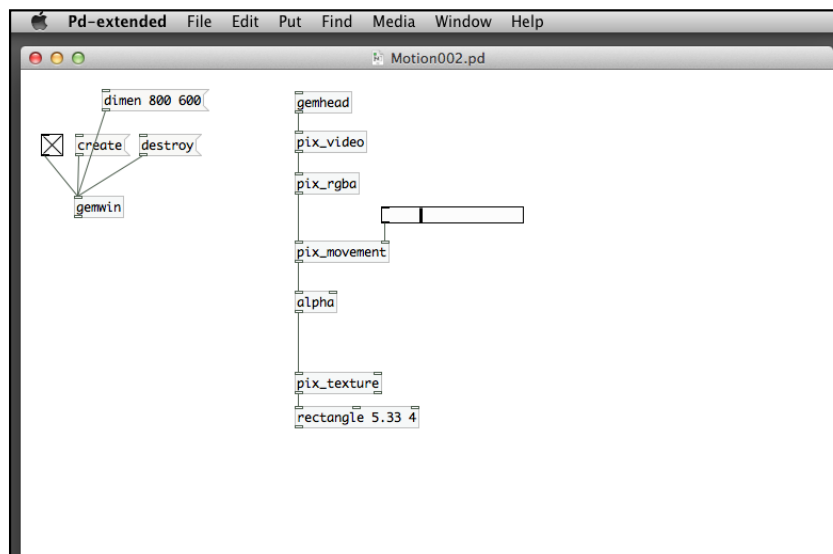 Pd-extended File Edit Put Find Media Window Help
Motion002.pd
dimen 800 600
create
destroy
gemwin
gemhead
pix_video
pix_rgba
pix_movement
alpha
pix_texture
rectangle 5.33 4